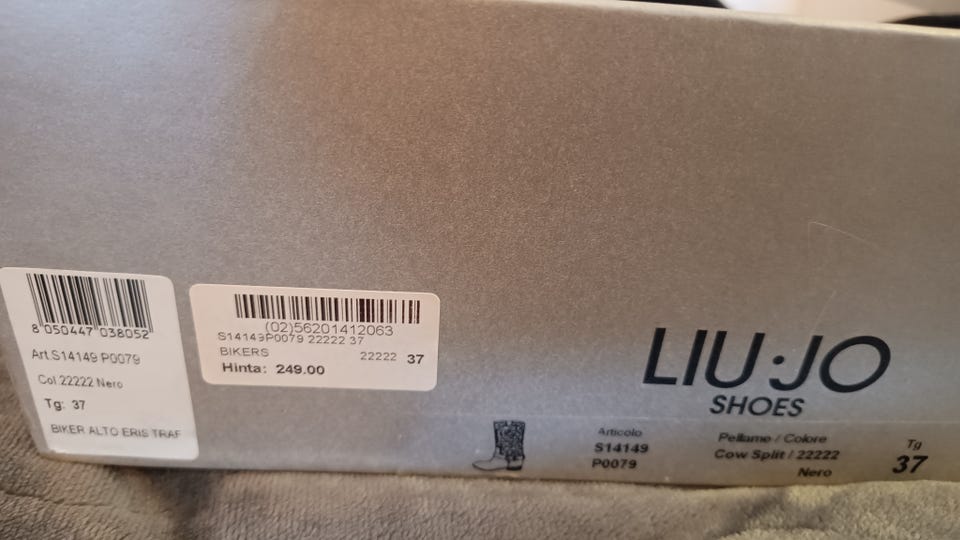 8 050447 038052
Art.S14149 P0079
Col.22222 Nero
Tg: 37
BIKER ALTO ERIS TRAF
(02)56201412063
S14149P0079 22222 37
BIKERS 22222 37
Hinta: 249.00
LIU·JO
SHOES
Articolo
S14149
P0079
Pellame / Colore
Cow Split / 22222
Nero
Tg
37